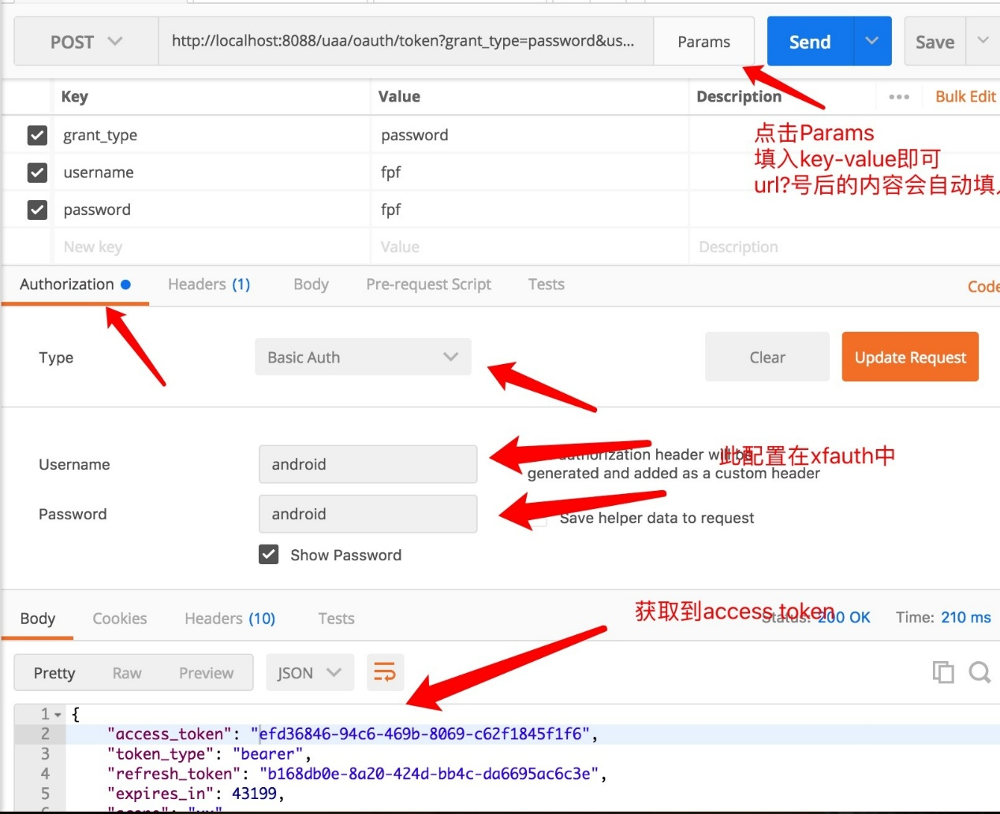 POST http://localhost:8088/uaa/oauth/token?grant_type=password&us... Params Send Save
Key Value Description ••• Bulk Edit
grant_type password
点击Params
username fpf
填入key-value即可
url?号后的内容会自动填入
password fpf
New key Value Description
Authorization Headers (1) Body Pre-request Script Tests Code
Type Basic Auth Clear Update Request
Username android
authorization header will be
此配置在xfauth中
generated and added as a custom header
Password android
Save helper data to request
Show Password
获取到access token
Body Cookies Headers (10) Tests Status: 200 OK Time: 210 ms
Pretty Raw Preview JSON
1 {
2 "access_token": "efd36846-94c6-469b-8069-c62f1845f1f6",
3 "token_type": "bearer",
4 "refresh_token": "b168db0e-8a20-424d-bb4c-da6695ac6c3e",
5 "expires_in": 43199,